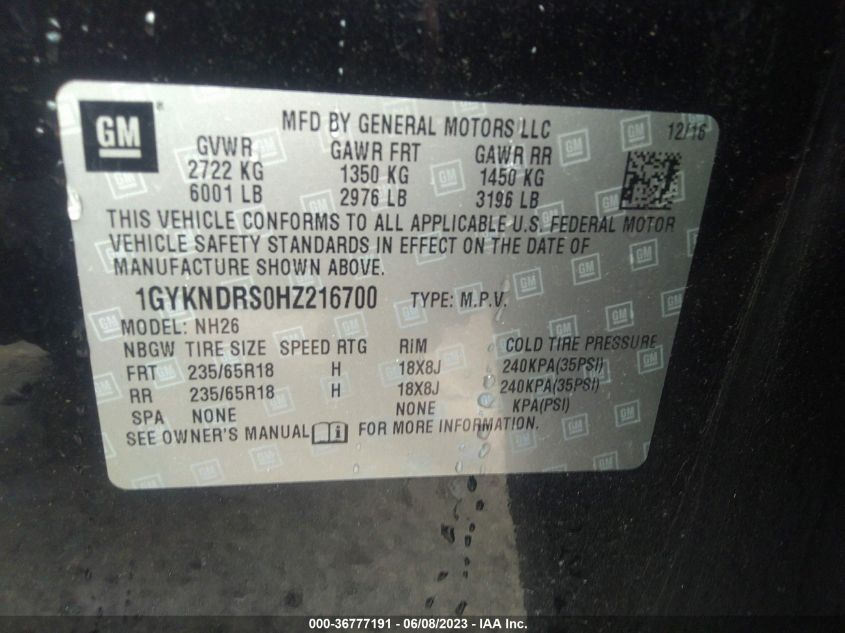 GM
MFD BY GENERAL MOTORS LLC
12/16
GVWR GAWR FRT GAWR RR
2722 KG 1350 KG 1450 KG
6001 LB 2976 LB 3196 LB
THIS VEHICLE CONFORMS TO ALL APPLICABLE U.S. FEDERAL MOTOR
VEHICLE SAFETY STANDARDS IN EFFECT ON THE DATE OF
MANUFACTURE SHOWN ABOVE.
1GYKNDRS0HZ216700 TYPE: M.P.V.
MODEL: NH26
NBGW TIRE SIZE SPEED RTG RIM COLD TIRE PRESSURE
FRT 235/65R18 H 18X8J 240KPA(35PSI)
RR 235/65R18 H 18X8J 240KPA(35PSI)
SPA NONE NONE KPA(PSI)
SEE OWNER'S MANUAL FOR MORE INFORMATION.
000-36777191 - 06/08/2023 - IAA Inc.